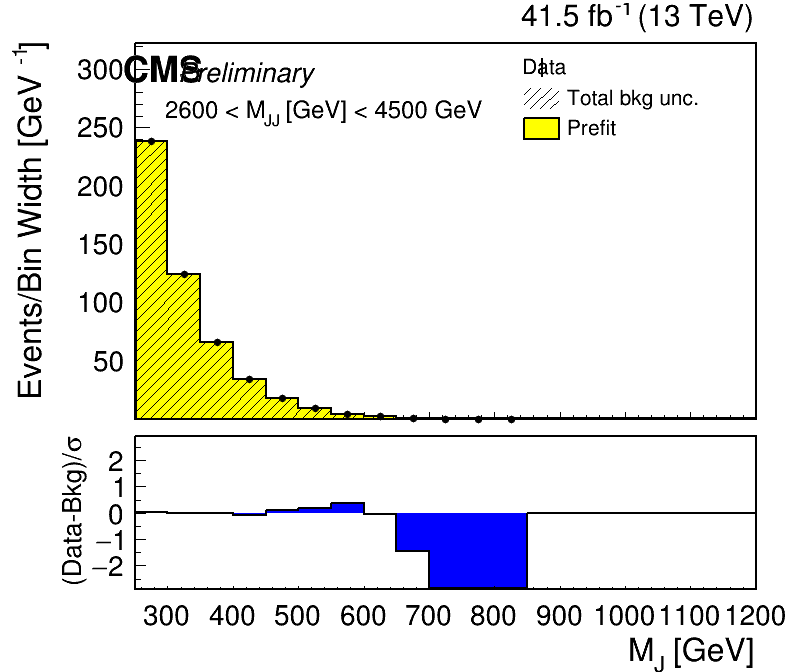 41.5 fb-1 (13 TeV)
Events/Bin Width [GeV-1]
300
250
200
150
100
50
CMS Preliminary
2600 < MJJ [GeV] < 4500 GeV
Data
Total bkg unc.
Prefit
(Data-Bkg)/σ
2
1
0
−1
−2
300 400 500 600 700 800 900 1000 1100 1200
MJ [GeV]